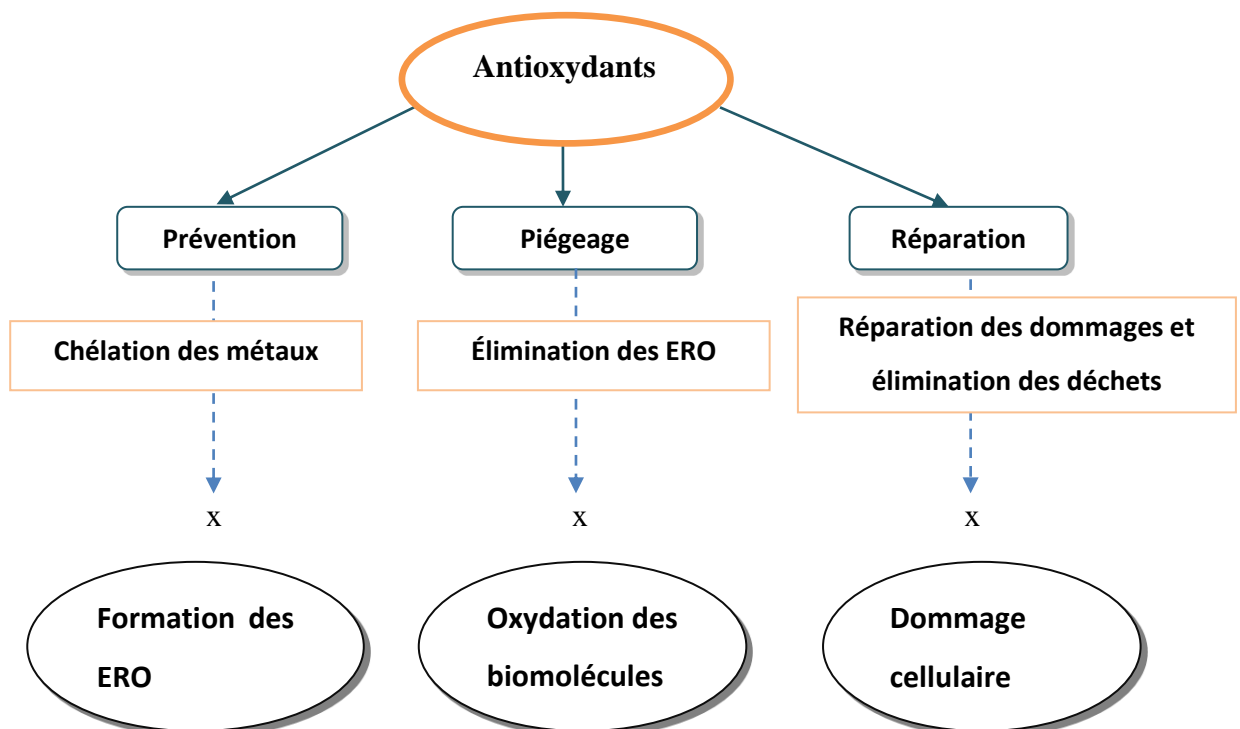 Antioxydants
Prévention
Piégeage
Réparation
Chélation des métaux
Élimination des ERO
Réparation des dommages et
élimination des déchets
x
x
x
Formation des
ERO
Oxydation des
biomolécules
Dommage
cellulaire